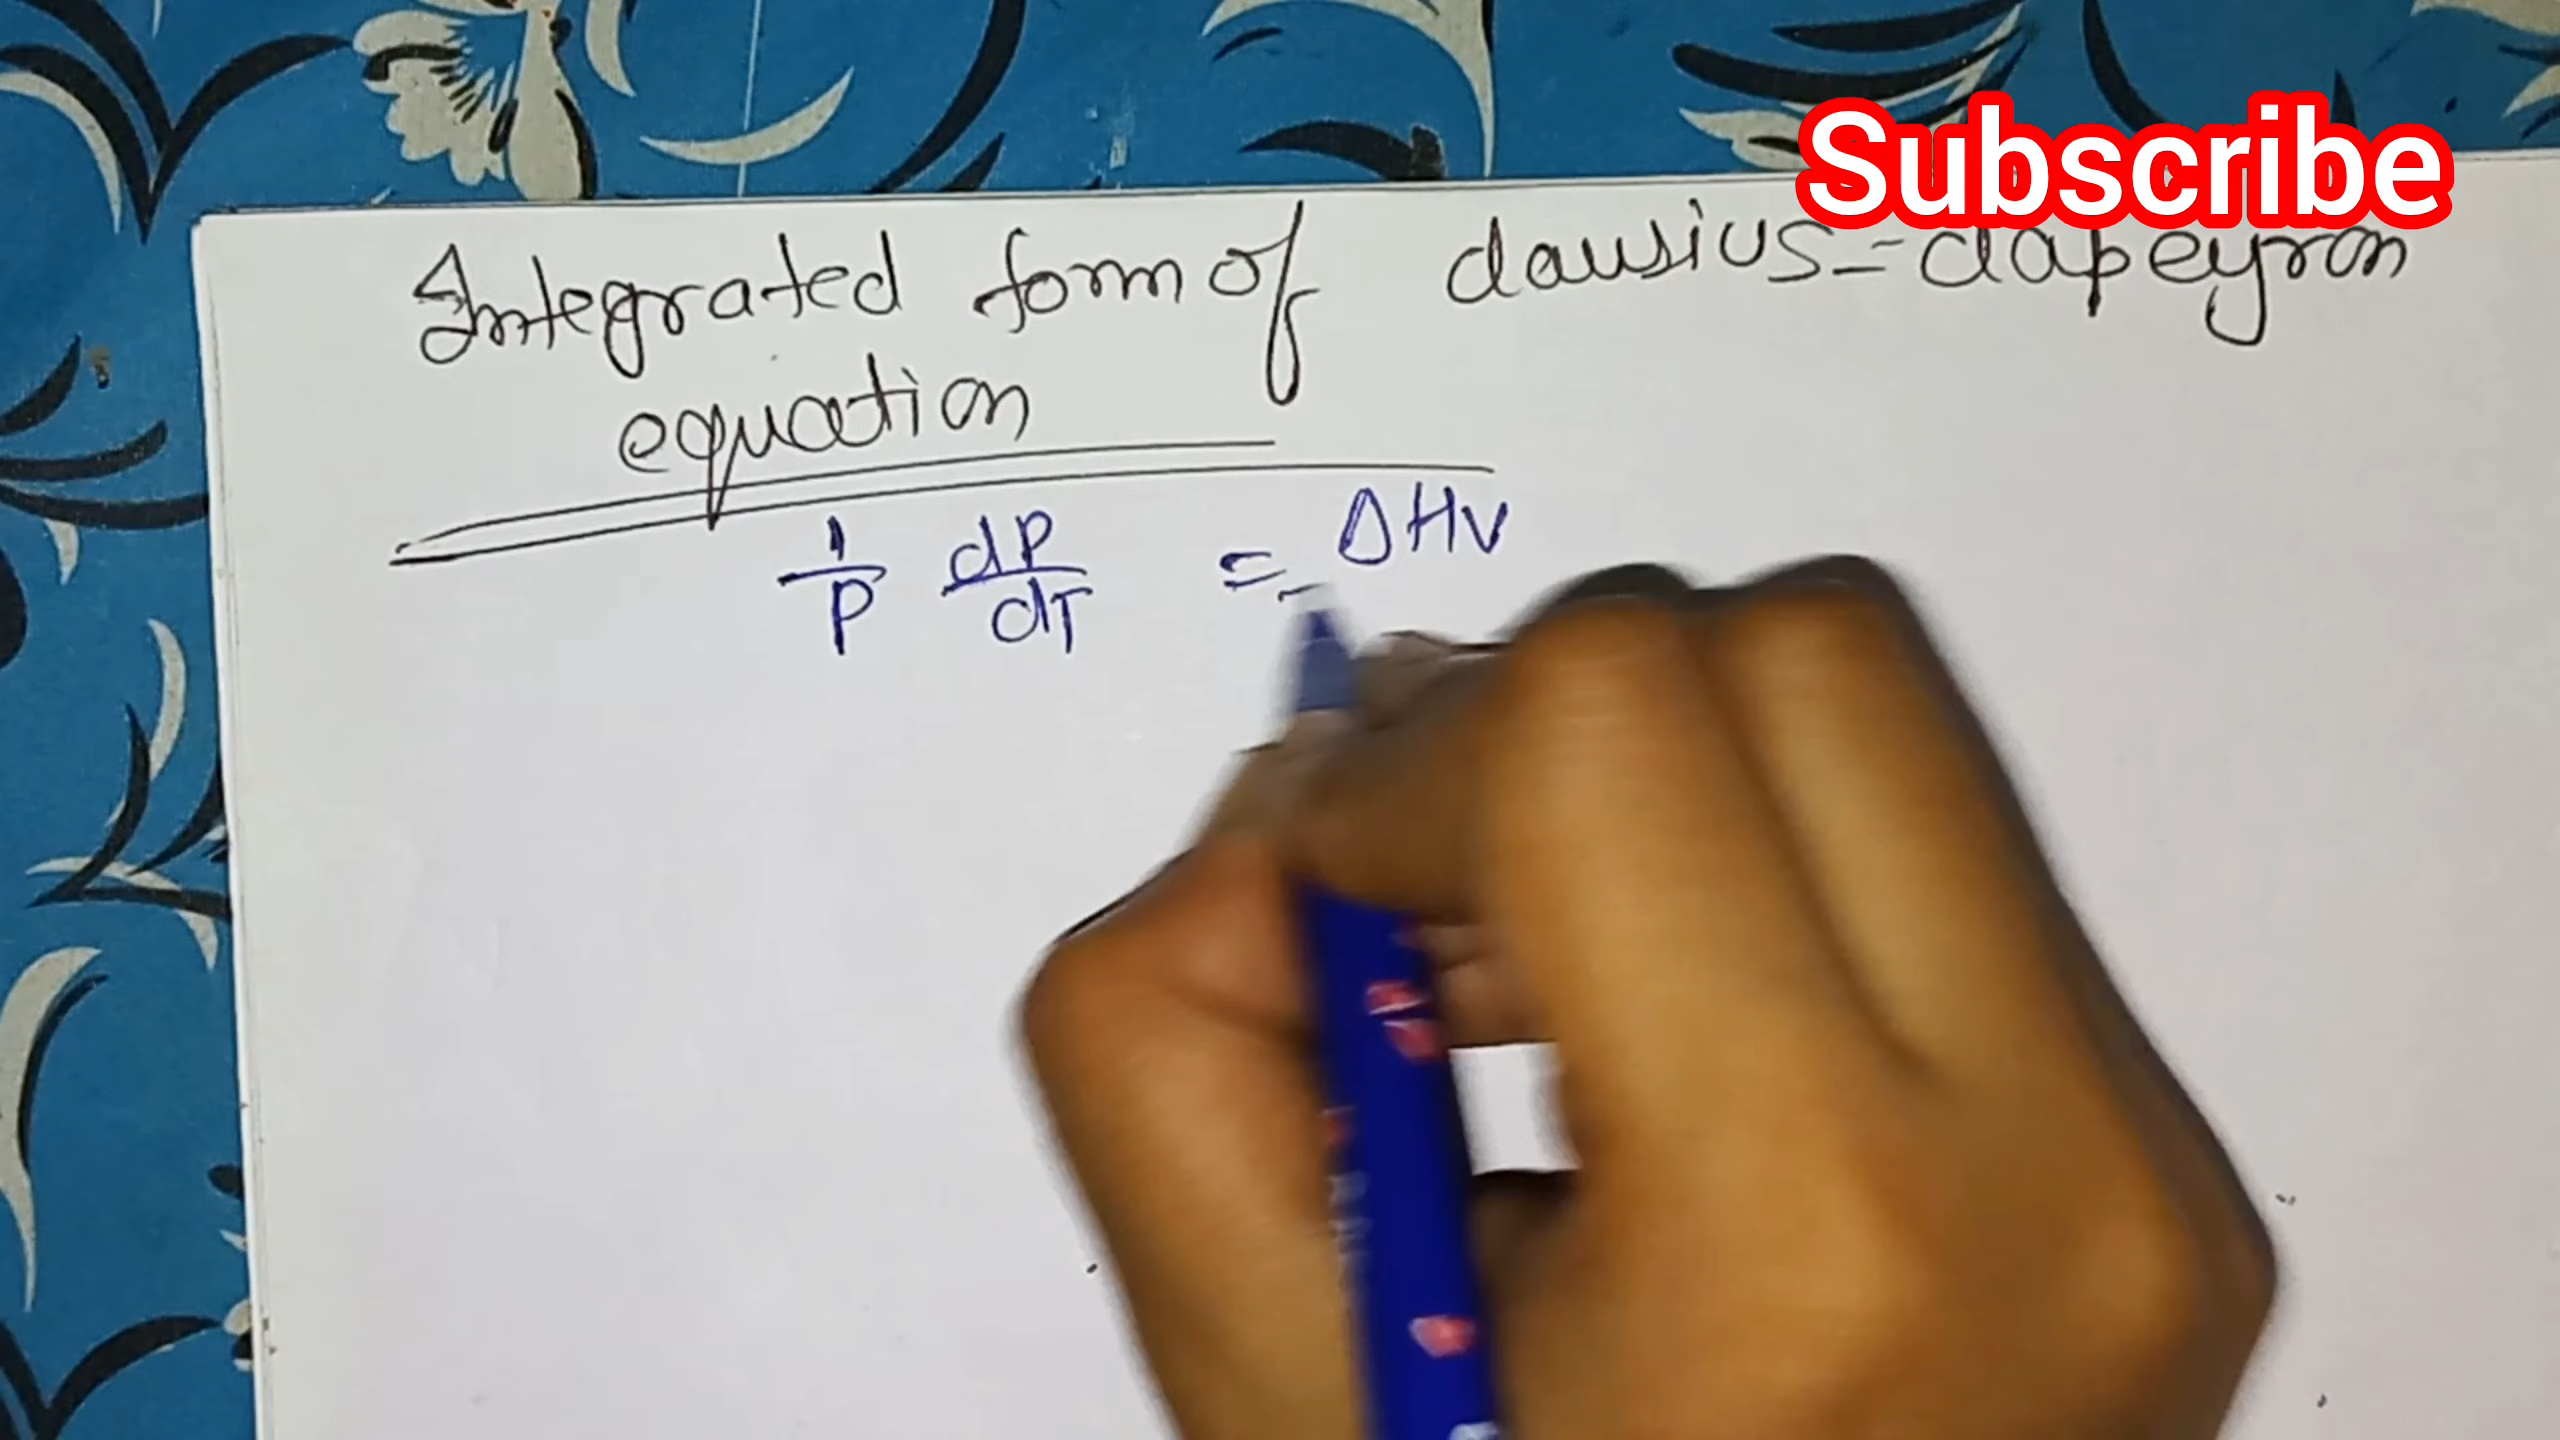 Subscribe
Integrated form of clausius-clapeyron
equation
1/P dP/dT = ΔHv